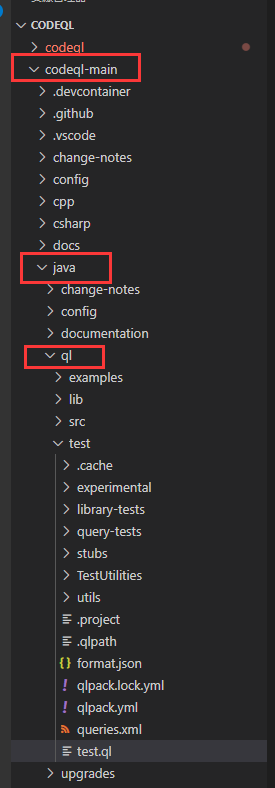 CODEQL
codeql
codeql-main
.devcontainer
.github
.vscode
change-notes
config
cpp
csharp
docs
java
change-notes
config
documentation
ql
examples
lib
src
test
.cache
experimental
library-tests
query-tests
stubs
TestUtilities
utils
.project
.qlpath
format.json
qlpack.lock.yml
qlpack.yml
queries.xml
test.ql
upgrades